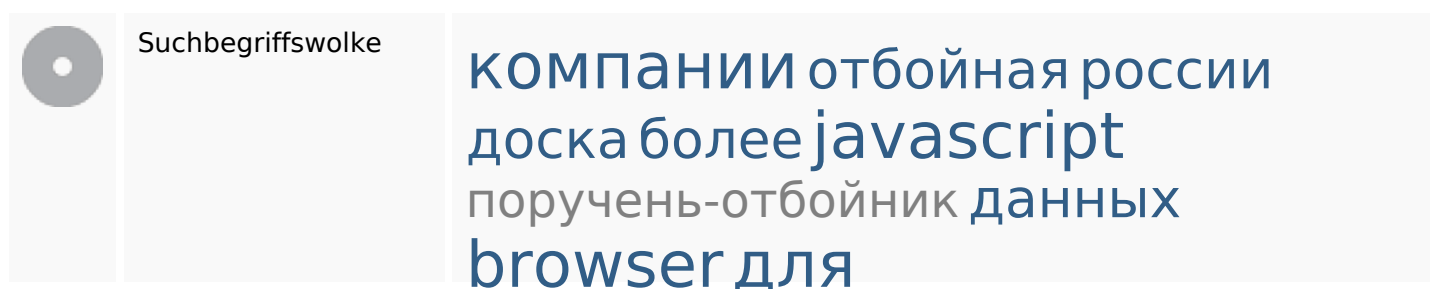 Suchbegriffswolke
компании отбойная россии
доска более javascript
поручень-отбойник данных
browser для